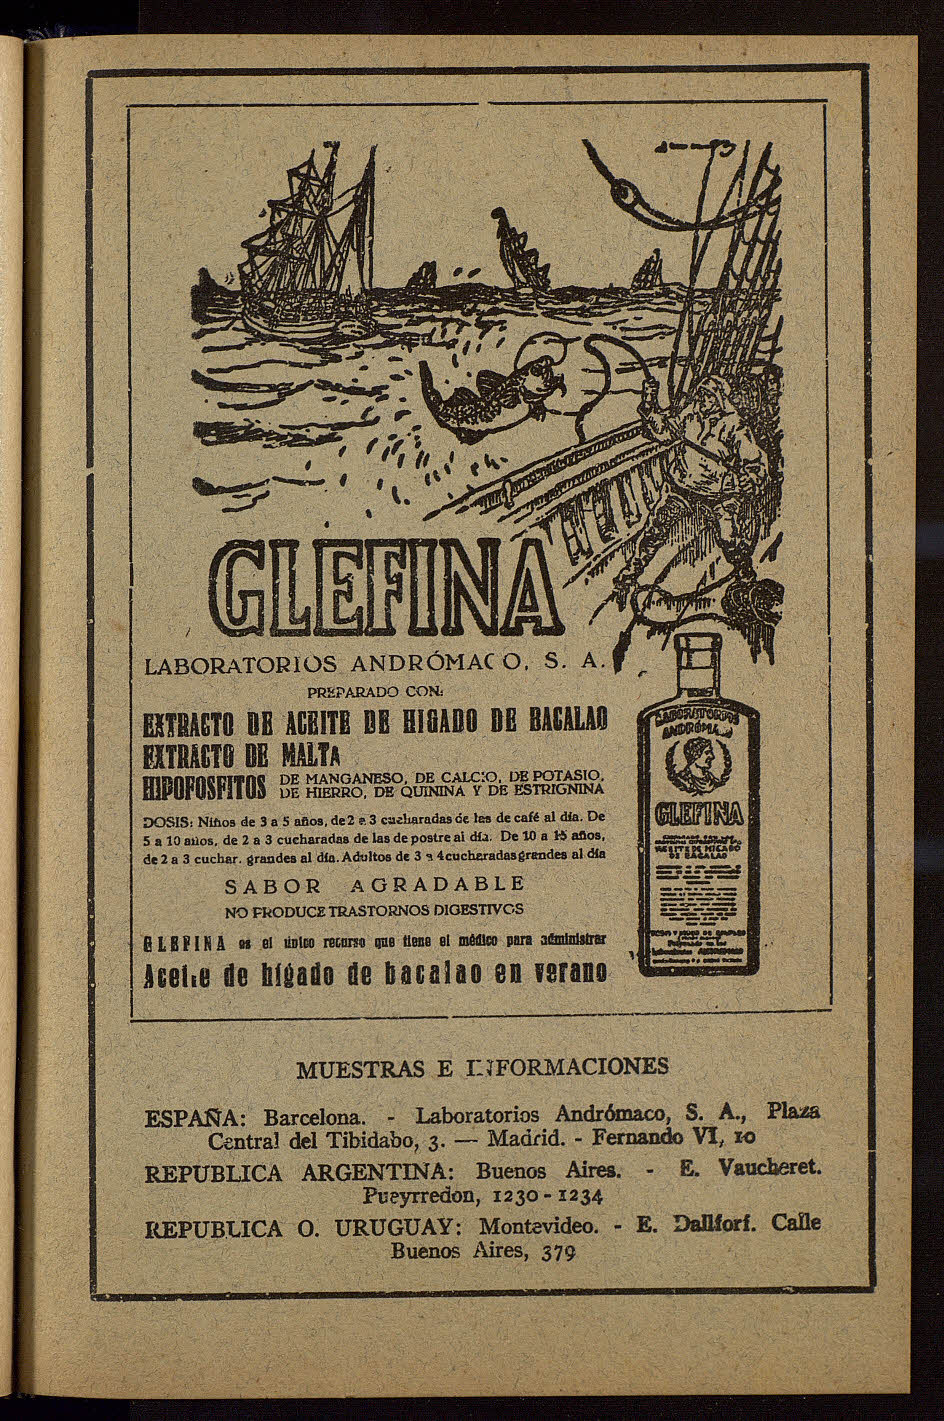 GLEFINA
LABORATORIOS ANDRÓMACO, S. A.
PREPARADO CON:
EXTRACTO DE ACEITE DE HIGADO DE BACALAO
EXTRACTO DE MALTA
HIPOFOSFITOS DE MANGANESO, DE CALCIO, DE POTASIO,
DE HIERRO, DE QUININA Y DE ESTRIGNINA
DOSIS: Niños de 3 a 5 años, de 2 a 3 cucharadas de las de café al día. De
5 a 10 años, de 2 a 3 cucharadas de las de postre al día. De 10 a 15 años,
de 2 a 3 cuchar. grandes al día. Adultos de 3 a 4 cucharadas grandes al día
SABOR AGRADABLE
NO PRODUCE TRASTORNOS DIGESTIVOS
GLEFINA es el único recurso que tiene el médico para administrar
Aceite de hígado de bacalao en verano
LABORATORIOS
ANDRÓMACO
GLEFINA
ACEITE DE HIGADO
DE BACALAO
MUESTRAS E INFORMACIONES
ESPAÑA: Barcelona. - Laboratorios Andrómaco, S. A., Plaza
Central del Tibidabo, 3. — Madrid. - Fernando VI, 10
REPUBLICA ARGENTINA: Buenos Aires. - E. Vaucheret.
Pueyrredon, 1230 - 1234
REPUBLICA O. URUGUAY: Montevideo. - E. Dallforf. Calle
Buenos Aires, 379